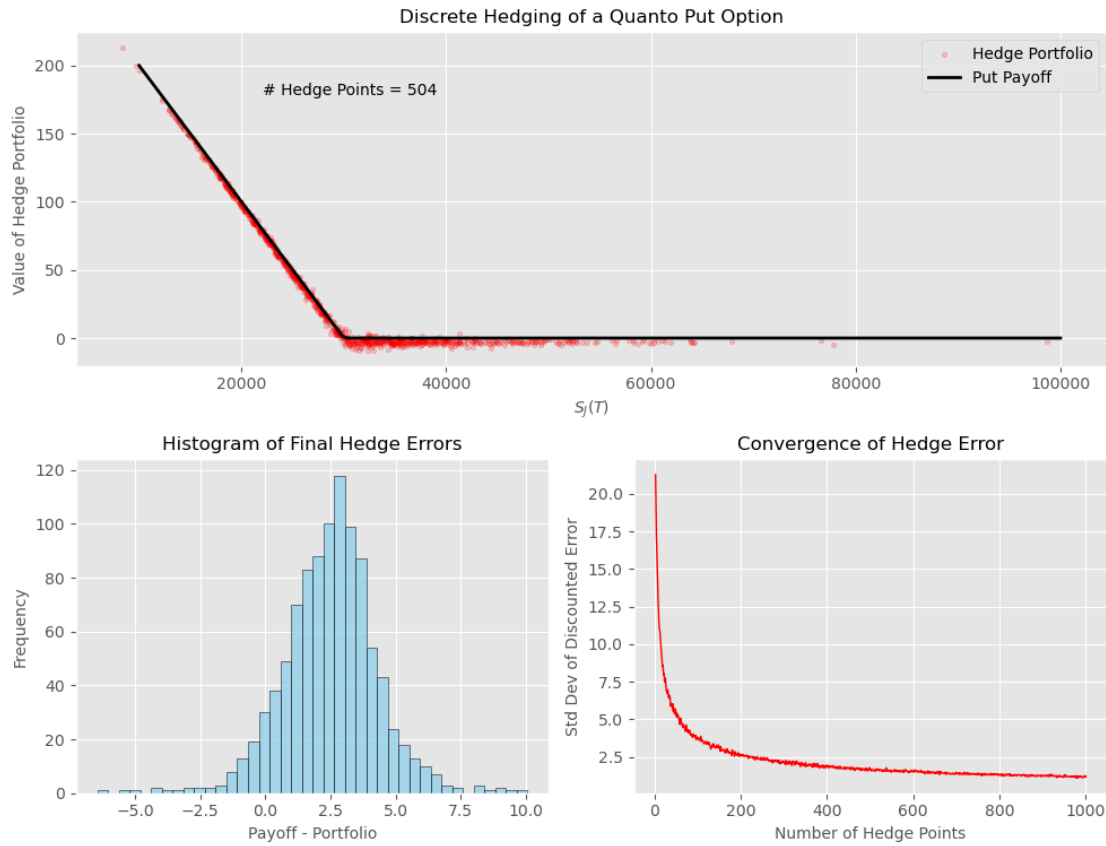 Discrete Hedging of a Quanto Put Option
Value of Hedge Portfolio
200
150
100
50
0
# Hedge Points = 504
Hedge Portfolio
Put Payoff
20000 40000 60000 80000 100000
S_J(T)
Histogram of Final Hedge Errors
Frequency
120
100
80
60
40
20
0
−5.0 −2.5 0.0 2.5 5.0 7.5 10.0
Payoff - Portfolio
Convergence of Hedge Error
Std Dev of Discounted Error
20.0
17.5
15.0
12.5
10.0
7.5
5.0
2.5
0 200 400 600 800 1000
Number of Hedge Points